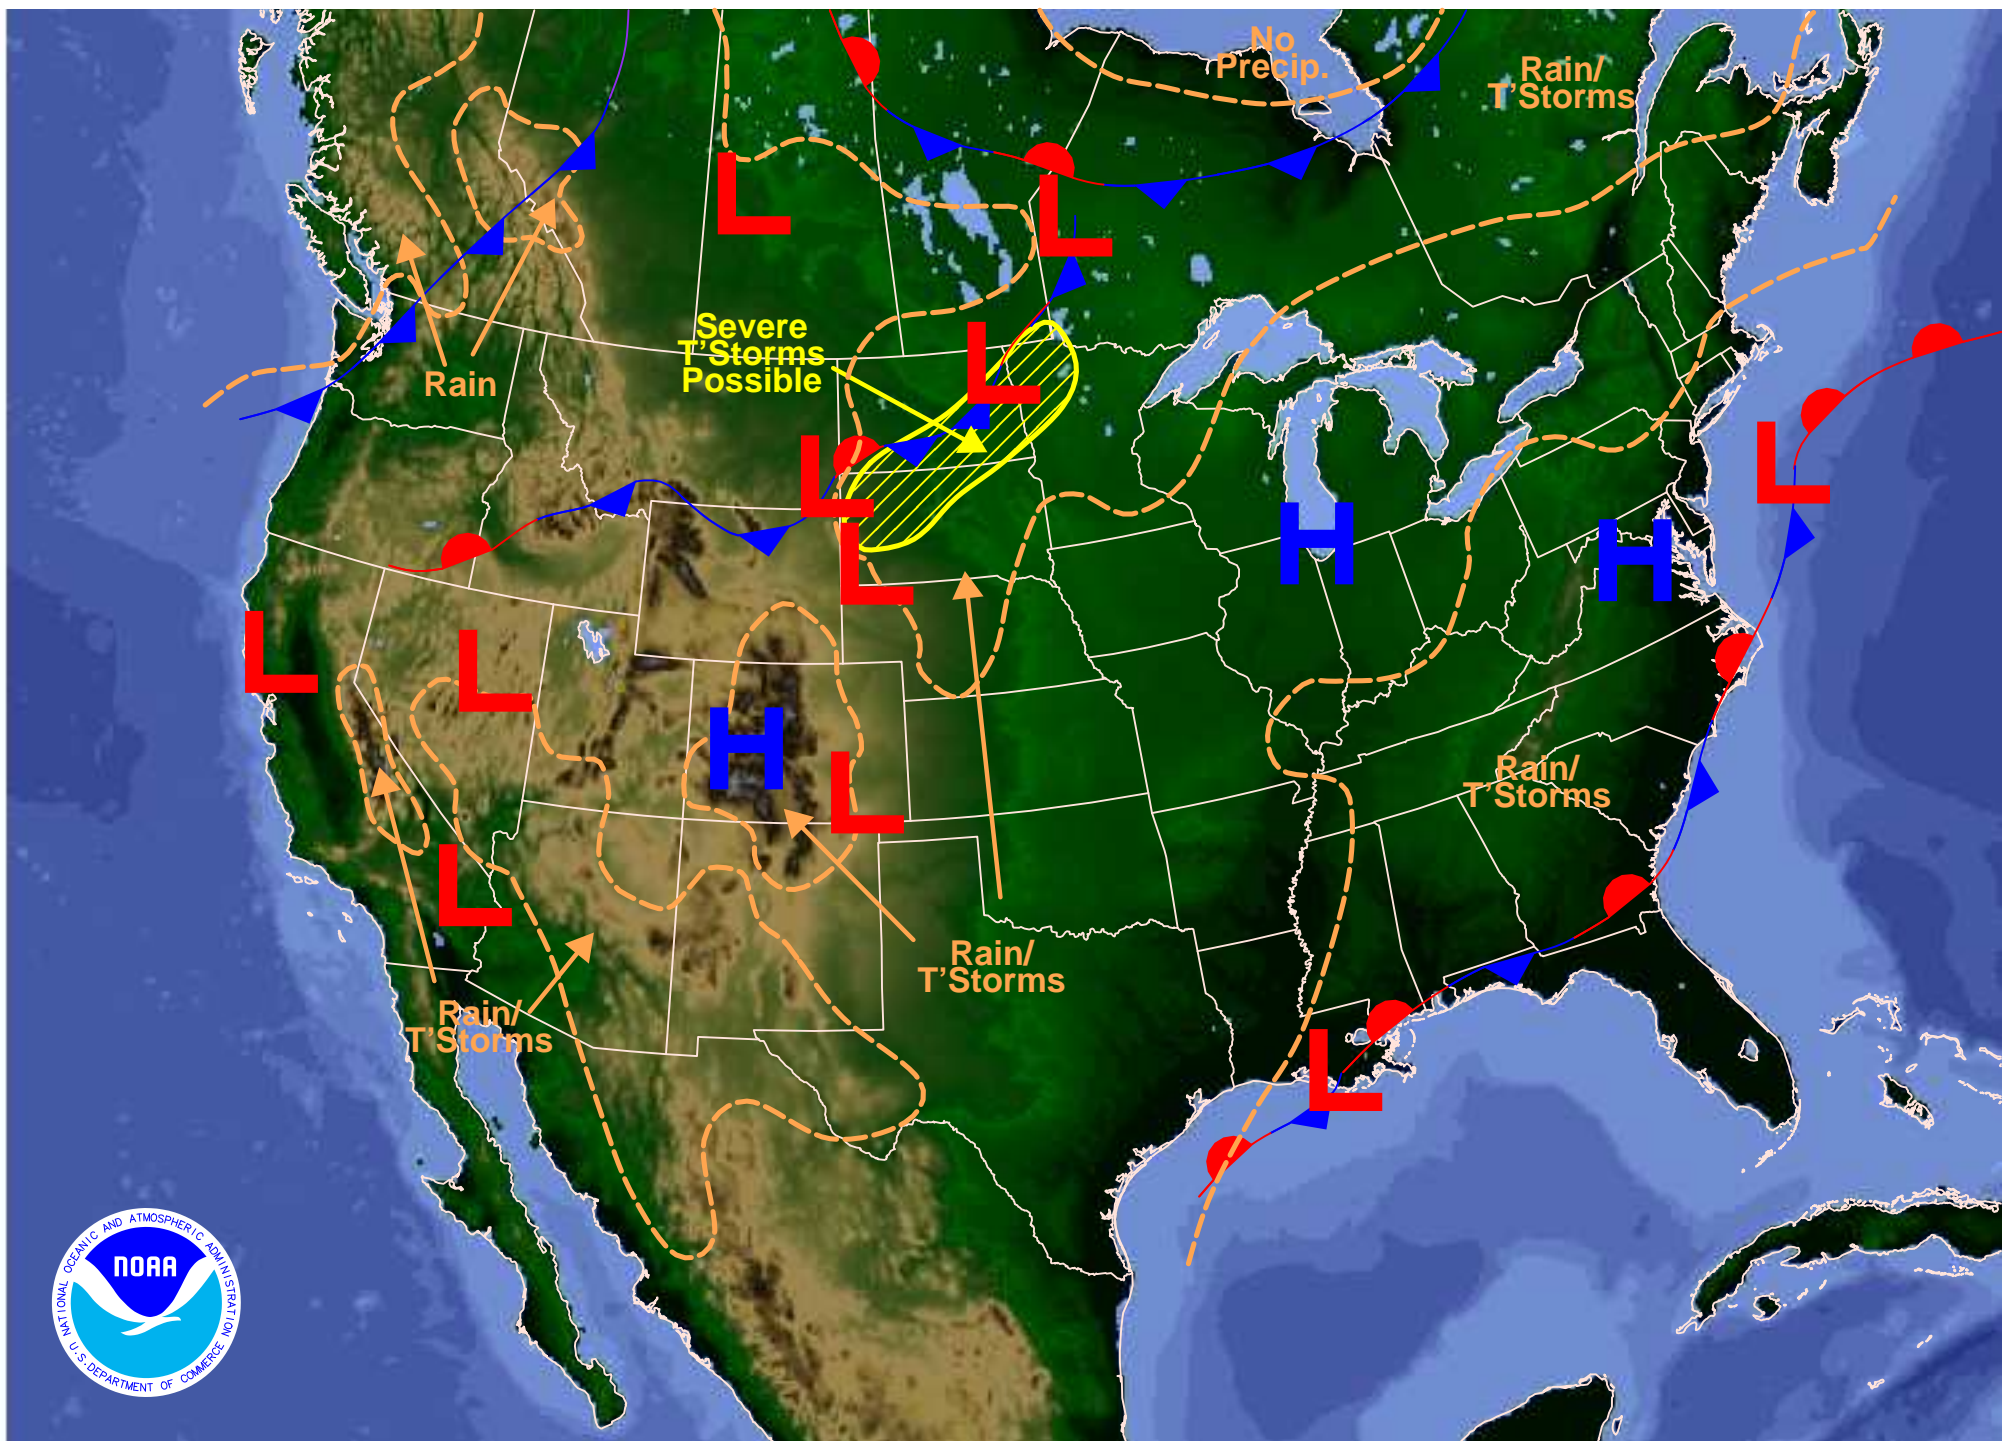 No
Precip.
Rain/
T'Storms
Severe
T'Storms
Possible
Rain
L
L
L
L
L
L
H
H
L
L
H
L
Rain/
T'Storms
L
Rain/
T'Storms
Rain/
T'Storms
L
NATIONAL OCEANIC AND ATMOSPHERIC ADMINISTRATION
NOAA
U.S. DEPARTMENT OF COMMERCE